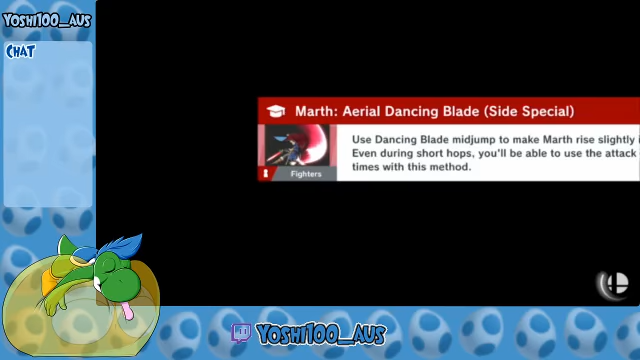 Yoshi100_AUS
Chat
Marth: Aerial Dancing Blade (Side Special)
Use Dancing Blade midjump to make Marth rise slightly i
Even during short hops, you'll be able to use the attack
times with this method.
Fighters
Yoshi100_AUS